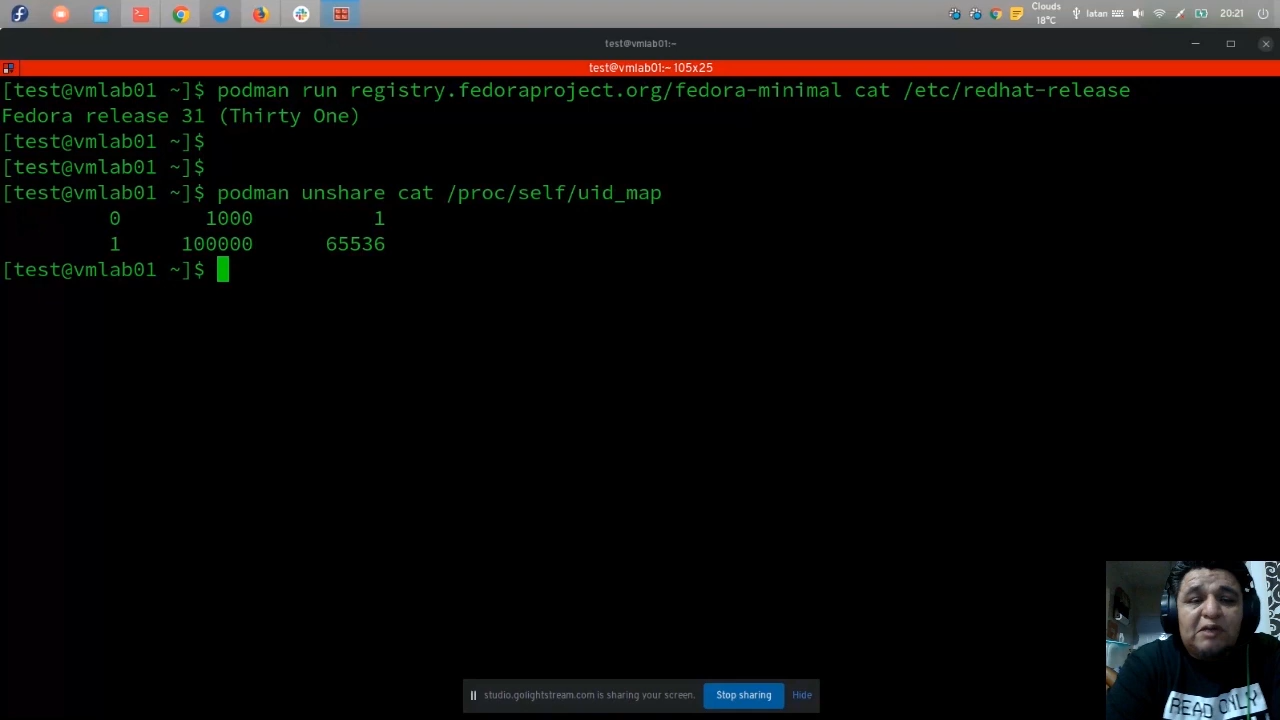 Clouds
18°C
latan
20:21
test@vmlab01:~
test@vmlab01:~ 105x25
[test@vmlab01 ~]$ podman run registry.fedoraproject.org/fedora-minimal cat /etc/redhat-release
Fedora release 31 (Thirty One)
[test@vmlab01 ~]$
[test@vmlab01 ~]$
[test@vmlab01 ~]$ podman unshare cat /proc/self/uid_map
0 1000 1
1 100000 65536
[test@vmlab01 ~]$
studio.golightstream.com is sharing your screen. Stop sharing Hide
READ ONLY